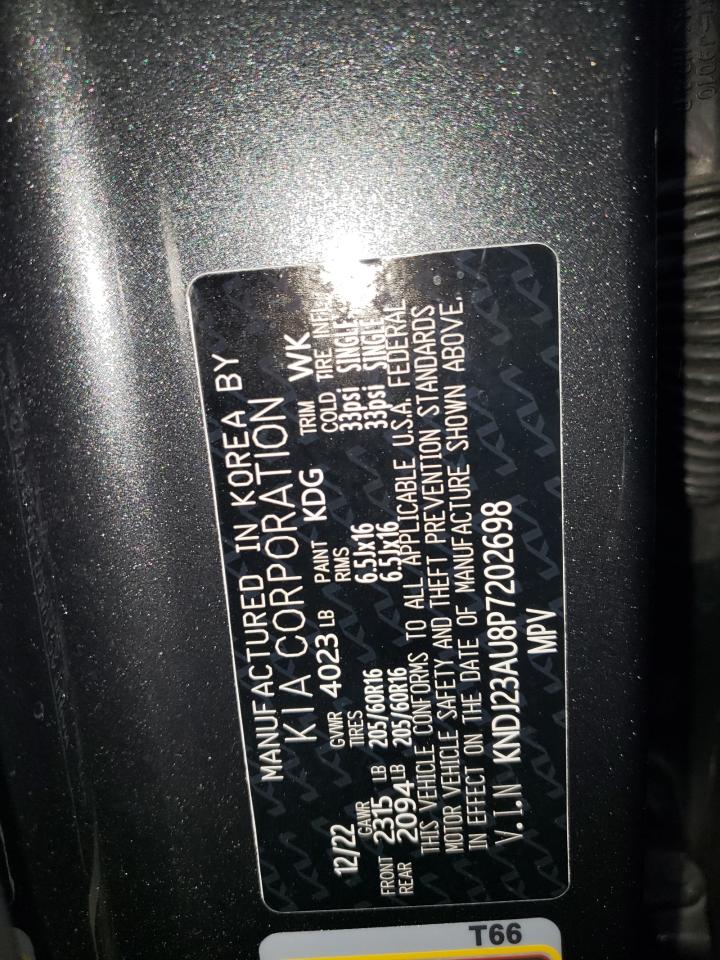 MANUFACTURED IN KOREA BY
KIA CORPORATION
12/22 GVWR 4023 LB PAINT KDG TRIM WK
GAWR TIRES RIMS COLD TIRE INFL
FRONT 2315 LB 205/60R16 6.5Jx16 33psi SINGLE
REAR 2094 LB 205/60R16 6.5Jx16 33psi SINGLE
THIS VEHICLE CONFORMS TO ALL APPLICABLE U.S.A. FEDERAL
MOTOR VEHICLE SAFETY AND THEFT PREVENTION STANDARDS
IN EFFECT ON THE DATE OF MANUFACTURE SHOWN ABOVE.
V.I.N KNDJ23AU8P7202698
MPV
T66